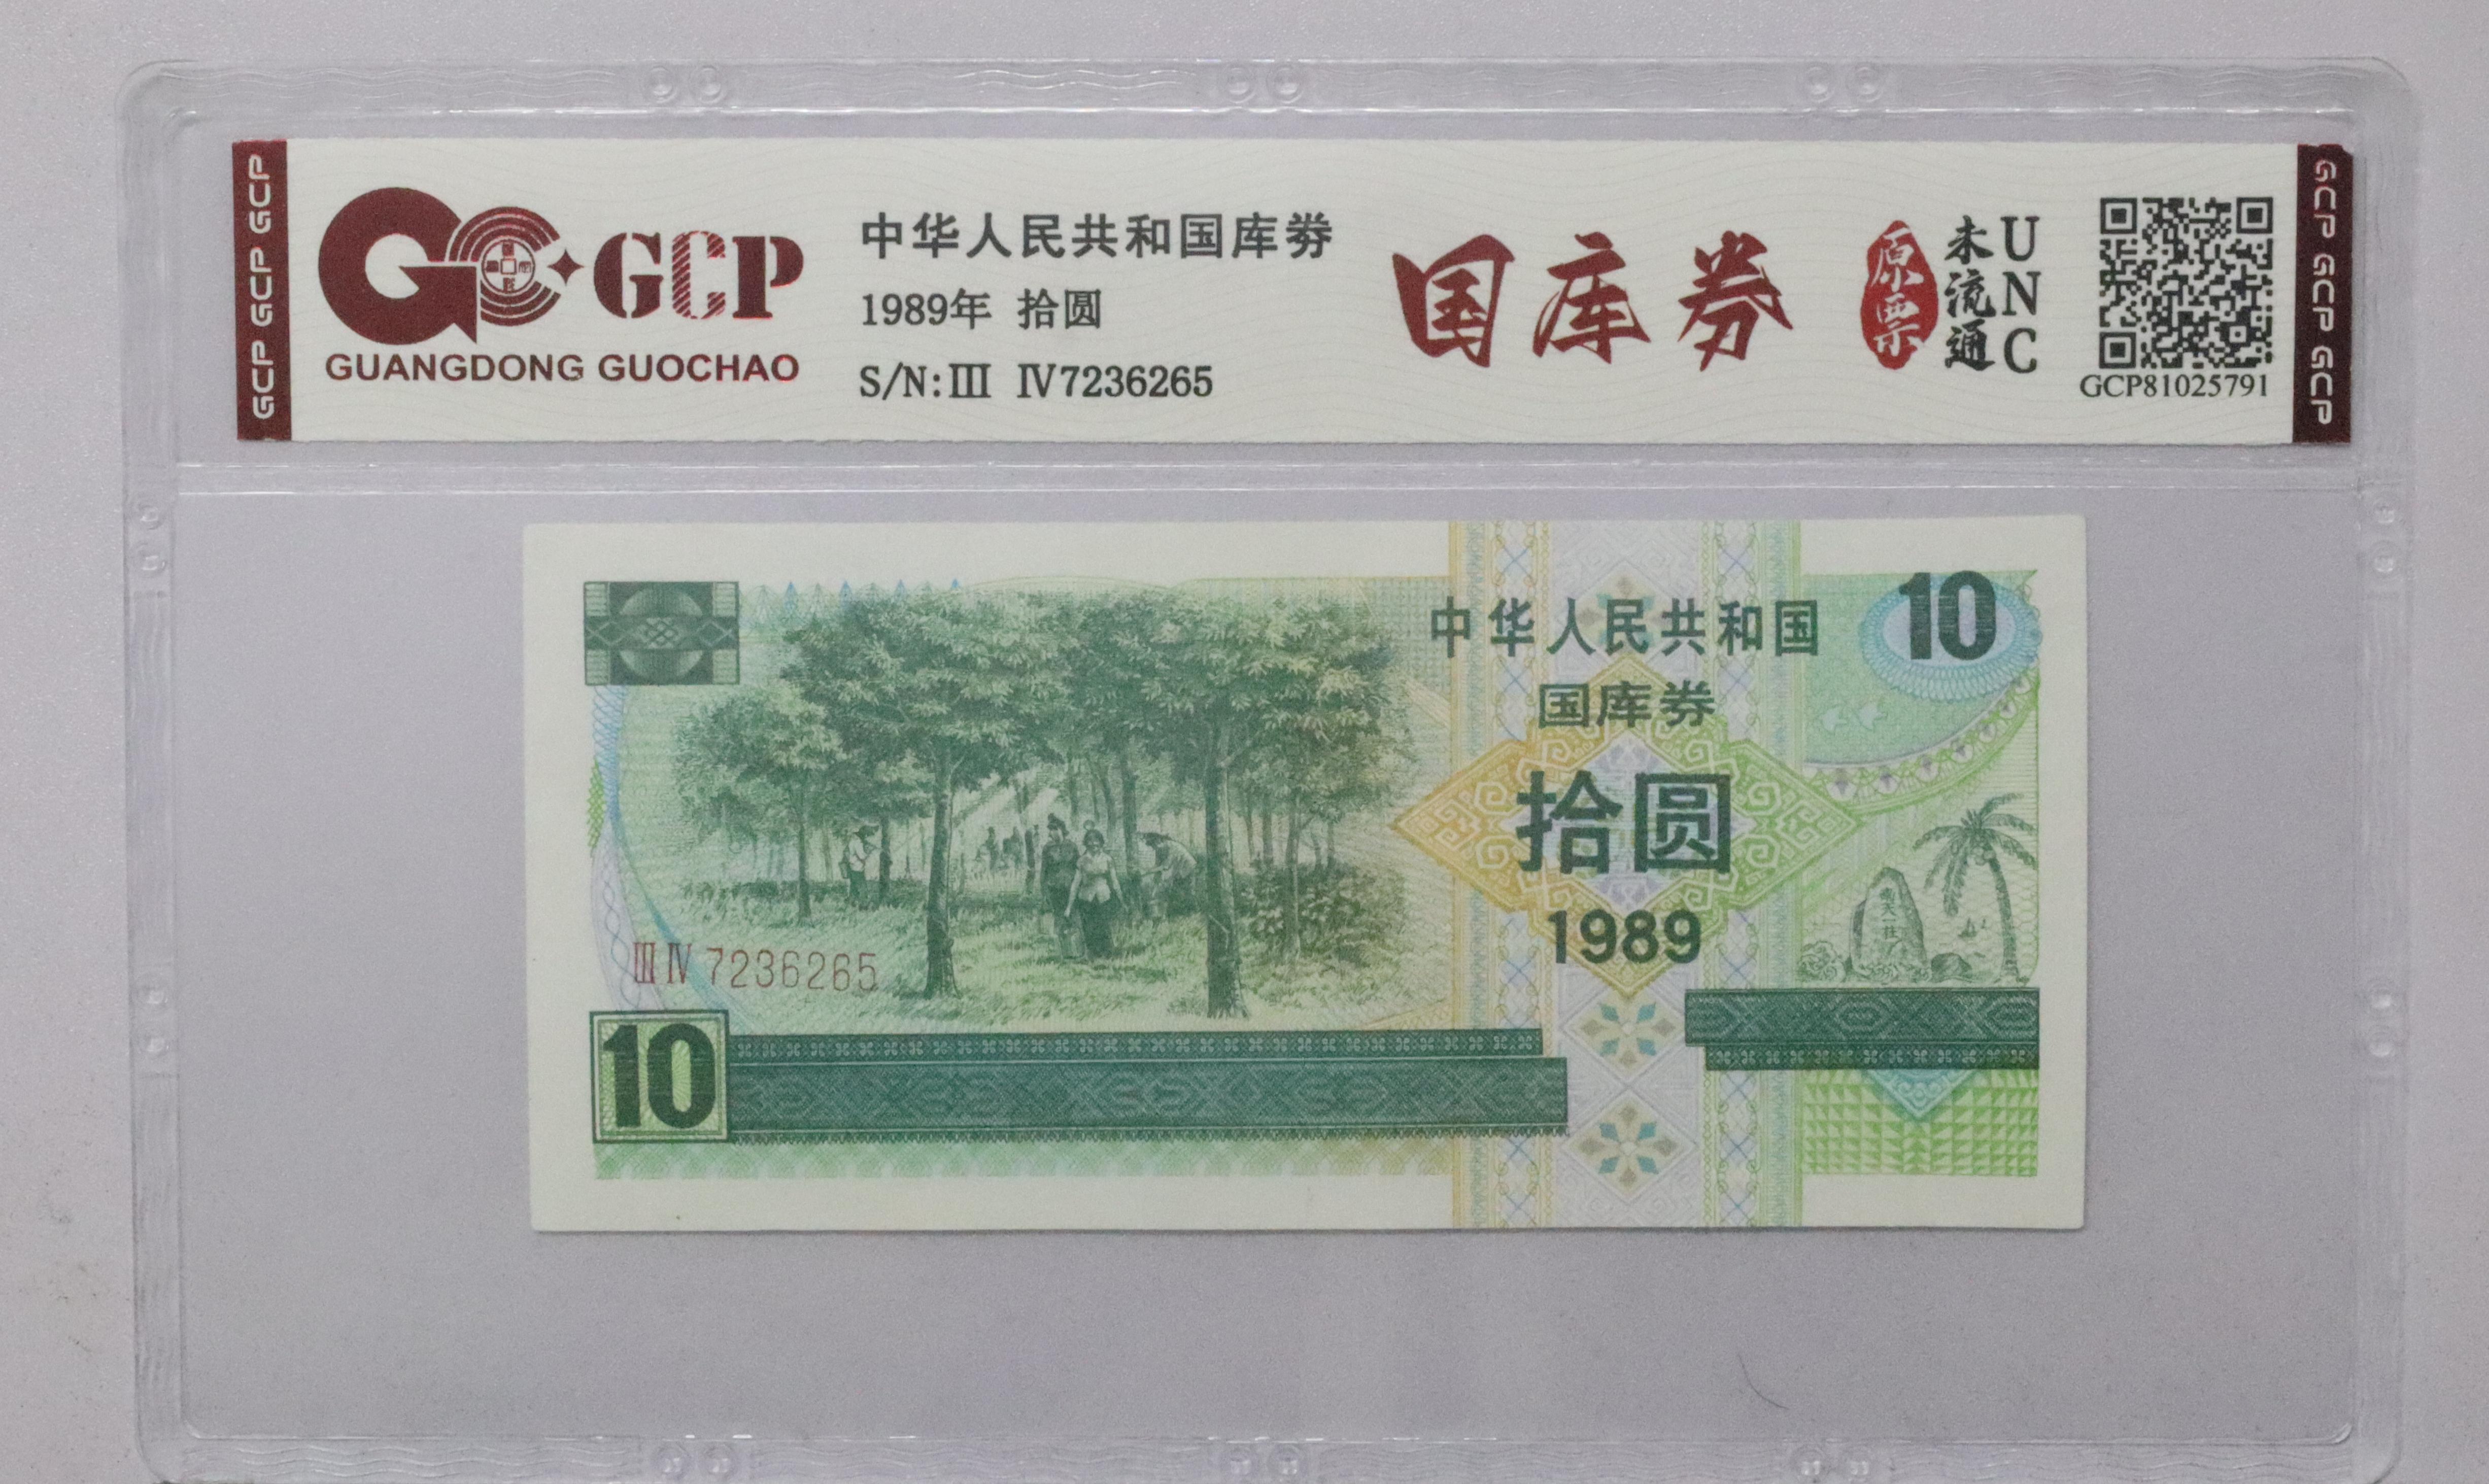 GCP GCP GCP
GCP
GUANGDONG GUOCHAO
中华人民共和国库券
1989年 拾圆
S/N:Ⅲ Ⅳ7236265
国库券
原票
未流通
UNC
GCP81025791
GCP GCP GCP
中华人民共和国
10
国库券
拾圆
1989
ⅢⅣ 7236265
10